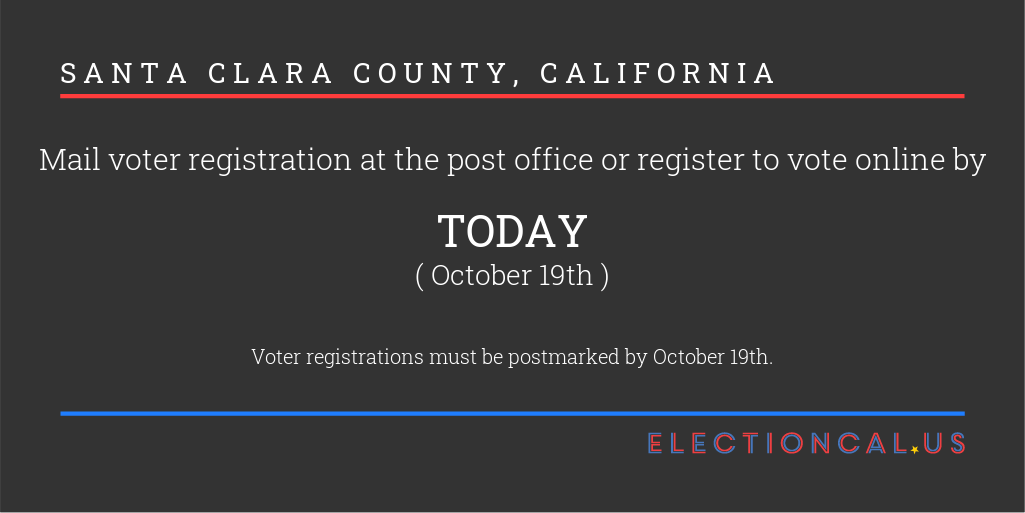 SANTA CLARA COUNTY, CALIFORNIA
Mail voter registration at the post office or register to vote online by
TODAY
( October 19th )
Voter registrations must be postmarked by October 19th.
ELECTIONCAL.US